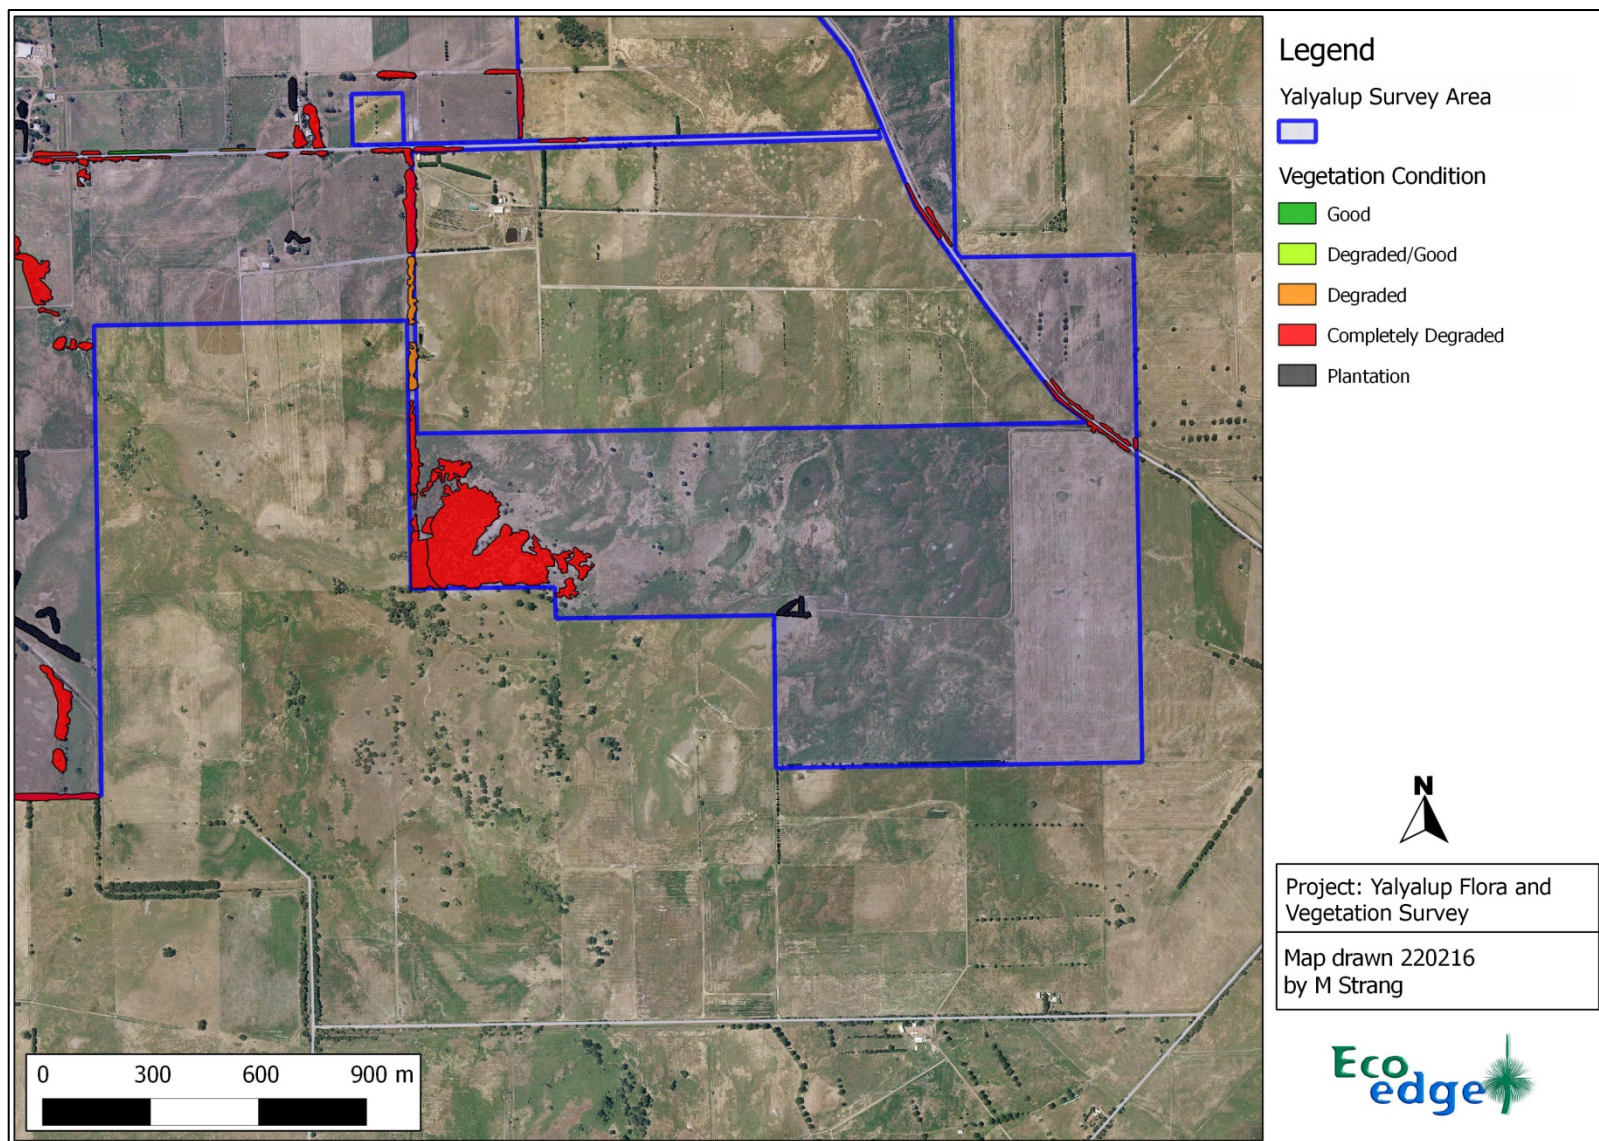 Legend
Yalyalup Survey Area
Vegetation Condition
Good
Degraded/Good
Degraded
Completely Degraded
Plantation
N
Project: Yalyalup Flora and
Vegetation Survey
Map drawn 220216
by M Strang
0 300 600 900 m
Eco
edge